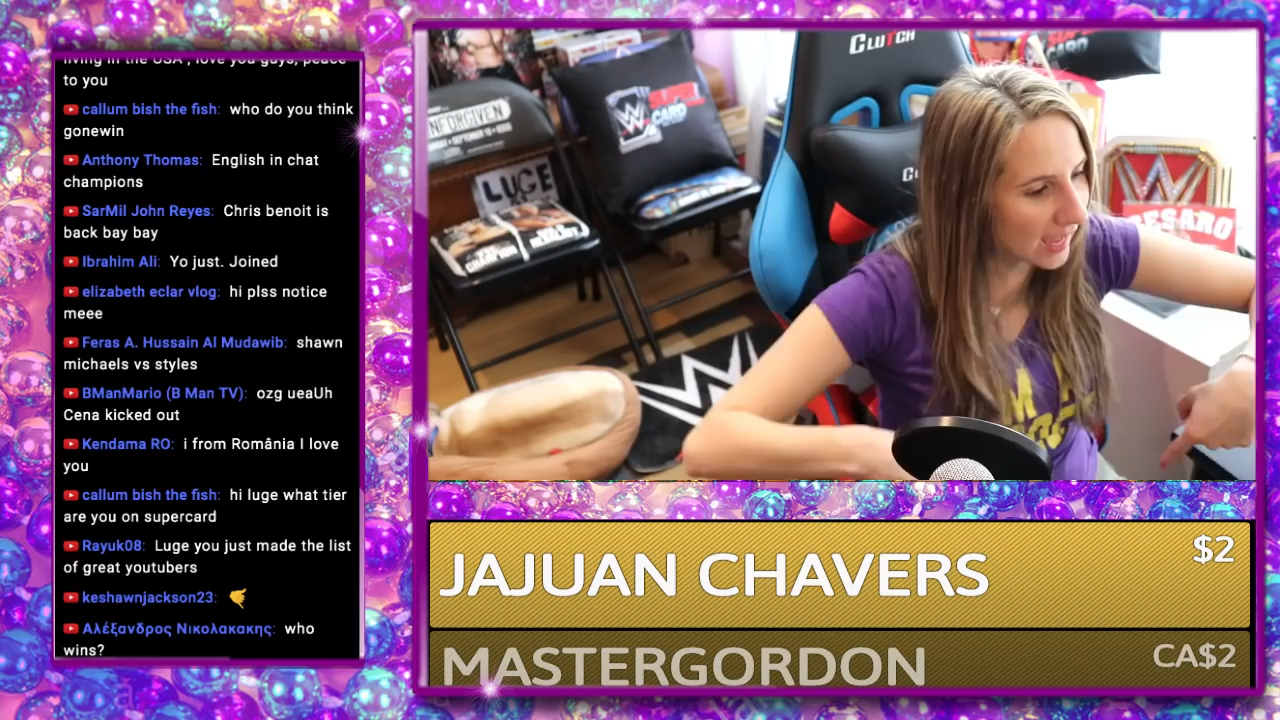 living in the USA , love you guys, peace
to you
callum bish the fish: who do you think
gonewin
Anthony Thomas: English in chat
champions
SarMil John Reyes: Chris benoit is
back bay bay
Ibrahim Ali: Yo just. Joined
elizabeth eclar vlog: hi plss notice
meee
Feras A. Hussain Al Mudawib: shawn
michaels vs styles
BManMario (B Man TV): ozg ueaUh
Cena kicked out
Kendama RO: i from România I love
you
callum bish the fish: hi luge what tier
are you on supercard
Rayuk08: Luge you just made the list
of great youtubers
keshawnjackson23:
Αλέξανδρος Νικολακακης: who
wins?
CLUTCH
UNFORGIVEN
SUPER
CARD
LUGE
CARD
CESARO
JAJUAN CHAVERS
$2
MASTERGORDON
CA$2